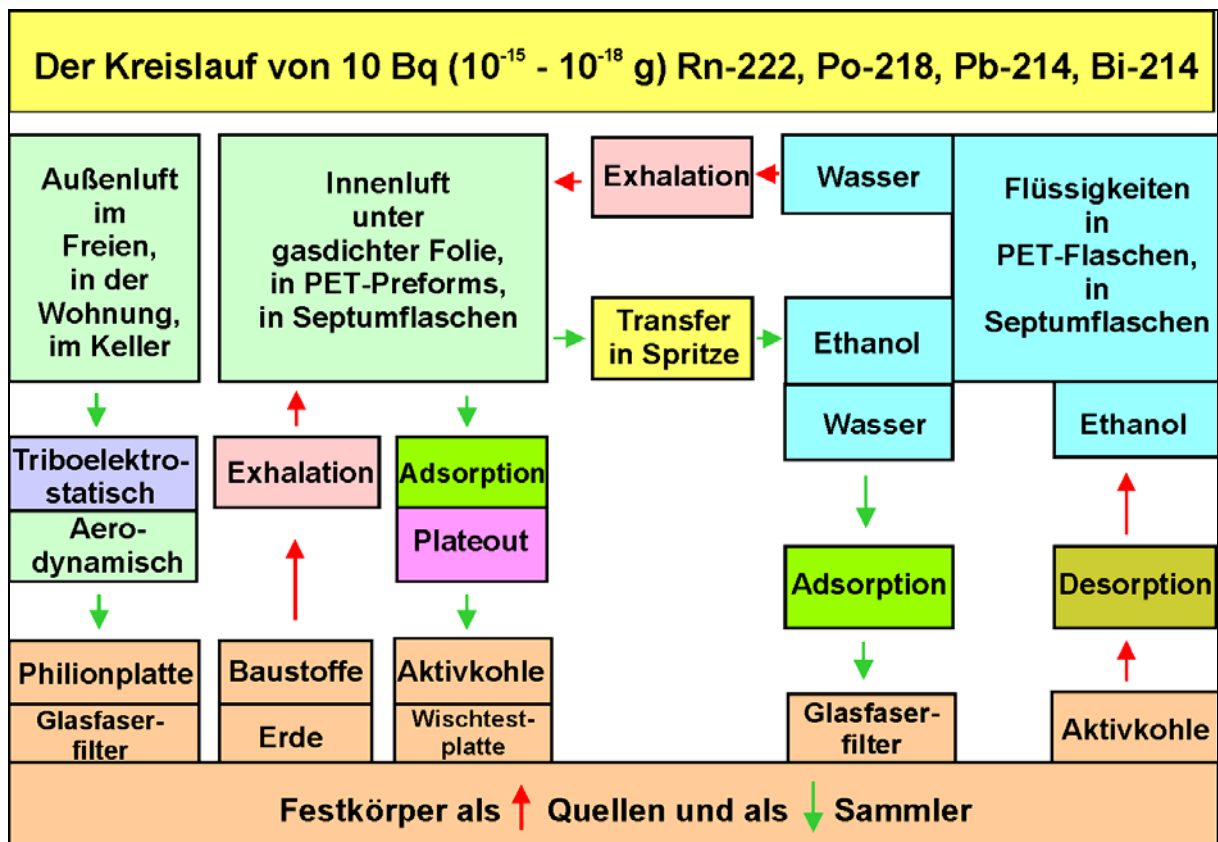 Der Kreislauf von 10 Bq (10⁻¹⁵ - 10⁻¹⁸ g) Rn-222, Po-218, Pb-214, Bi-214
Außenluft
im
Freien,
in der
Wohnung,
im Keller
Innenluft
unter
gasdichter Folie,
in PET-Preforms,
in Septumflaschen
Exhalation
Wasser
Flüssigkeiten
in
PET-Flaschen,
in
Septumflaschen
Transfer
in Spritze
Ethanol
Wasser
Ethanol
Triboelektro-
statisch
Aero-
dynamisch
Exhalation
Adsorption
Plateout
Adsorption
Desorption
Philionplatte
Glasfaser-
filter
Baustoffe
Erde
Aktivkohle
Wischtest-
platte
Glasfaser-
filter
Aktivkohle
Festkörper als ↑ Quellen und als ↓ Sammler